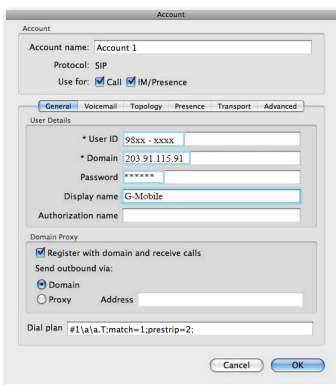 Account
Account
Account name: Account 1
Protocol: SIP
Use for: Call IM/Presence
General Voicemail Topology Presence Transport Advanced
User Details
* User ID 98xx - xxxx
* Domain 203.91.115.91
Password ******
Display name G-Mobile
Authorization name
Domain Proxy
Register with domain and receive calls
Send outbound via:
Domain
Proxy Address
Dial plan #1\a\a.T;match=1;prestrip=2;
Cancel OK